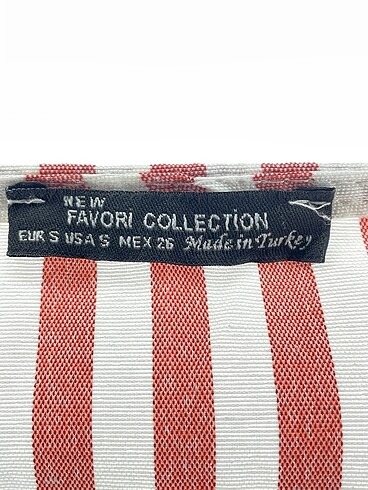 NEW
FAVORI COLLECTION
EUR S USA S MEX 26 Made in Turkey